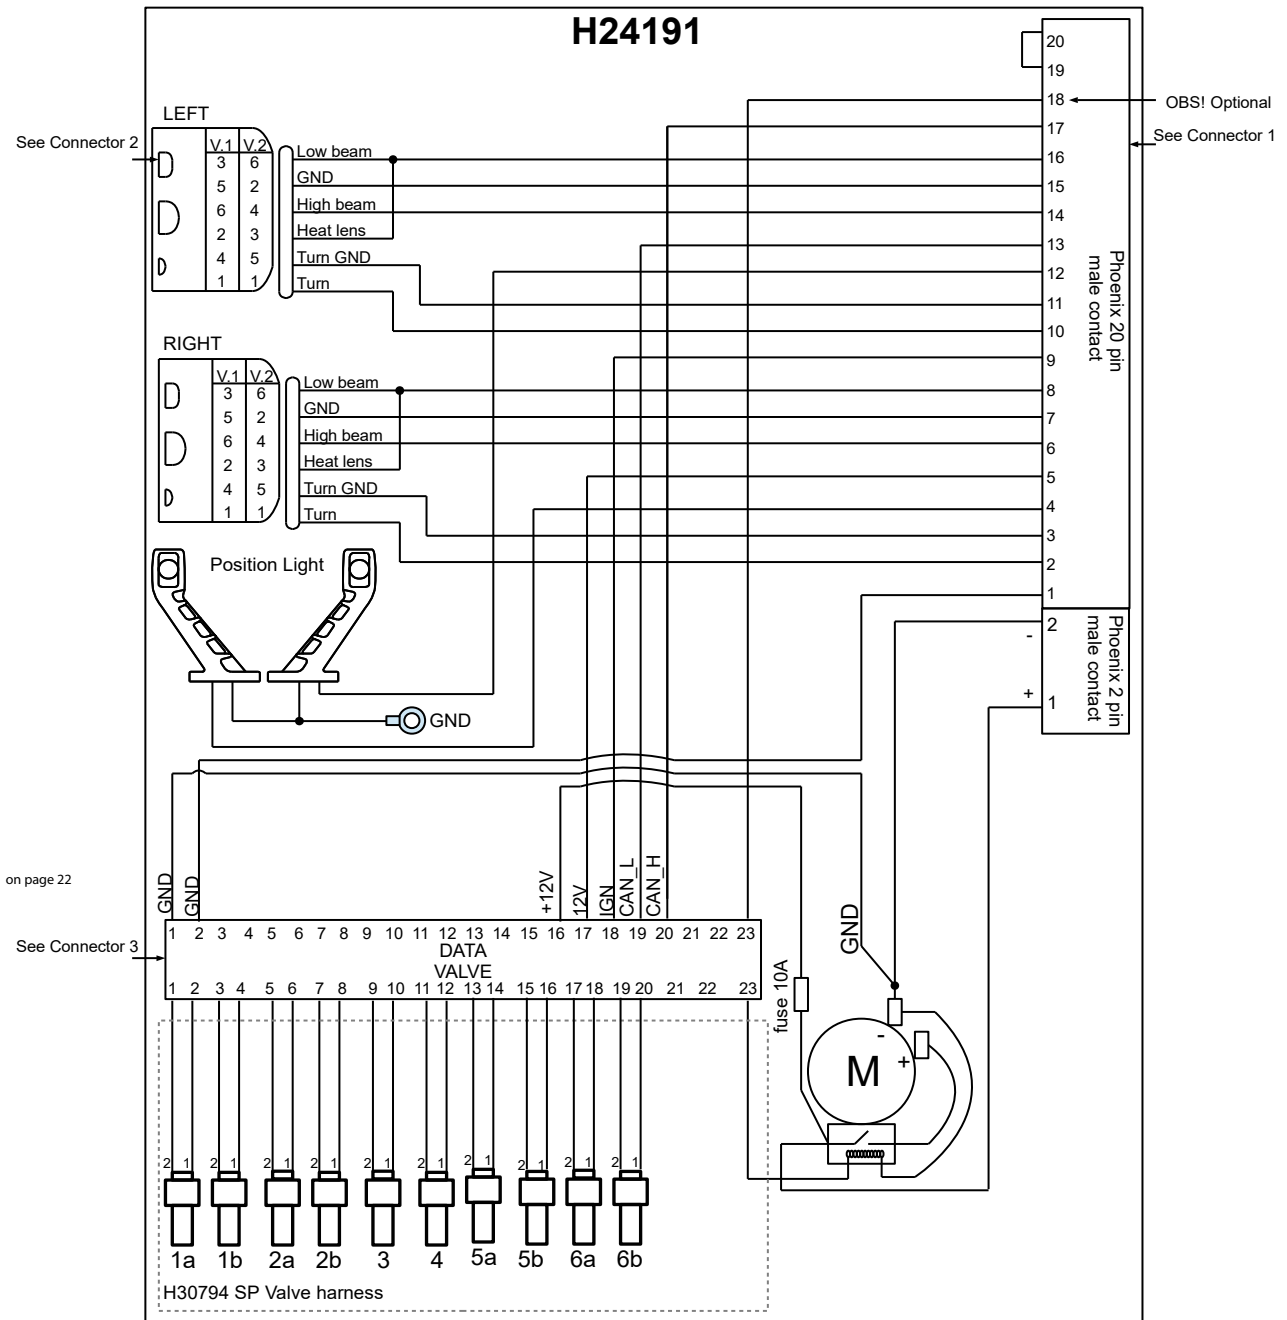 H24191
20
19
18
OBS! Optional
17
See Connector 1
16
15
14
13
12
11
10
9
8
7
6
5
4
3
2
1
Phoenix 20 pin
male contact
2
-
+
1
Phoenix 2 pin
male contact
LEFT
See Connector 2
V.1 V.2
3 6
5 2
6 4
2 3
4 5
1 1
Low beam
GND
High beam
Heat lens
Turn GND
Turn
RIGHT
V.1 V.2
3 6
5 2
6 4
2 3
4 5
1 1
Low beam
GND
High beam
Heat lens
Turn GND
Turn
Position Light
GND
on page 22
GND
GND
+12V
12V
IGN
CAN_L
CAN_H
GND
See Connector 3
1 2 3 4 5 6 7 8 9 10 11 12 13 14 15 16 17 18 19 20 21 22 23
DATA
VALVE
1 2 3 4 5 6 7 8 9 10 11 12 13 14 15 16 17 18 19 20 21 22 23
fuse 10A
-
+
M
2 1 2 1 2 1 2 1 2 1 2 1 2 1 2 1 2 1 2 1
1a 1b 2a 2b 3 4 5a 5b 6a 6b
H30794 SP Valve harness